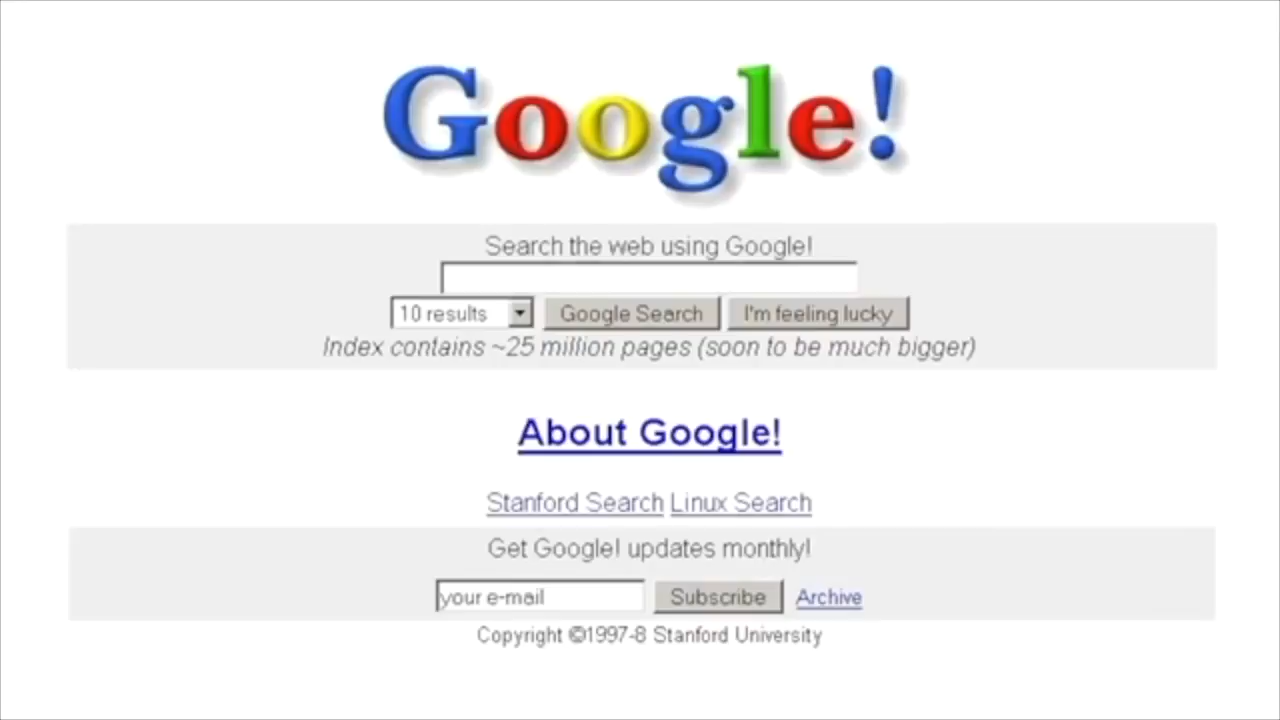 Google!
Search the web using Google!
10 results Google Search I'm feeling lucky
Index contains ~25 million pages (soon to be much bigger)
About Google!
Stanford Search Linux Search
Get Google! updates monthly!
your e-mail Subscribe Archive
Copyright ©1997-8 Stanford University